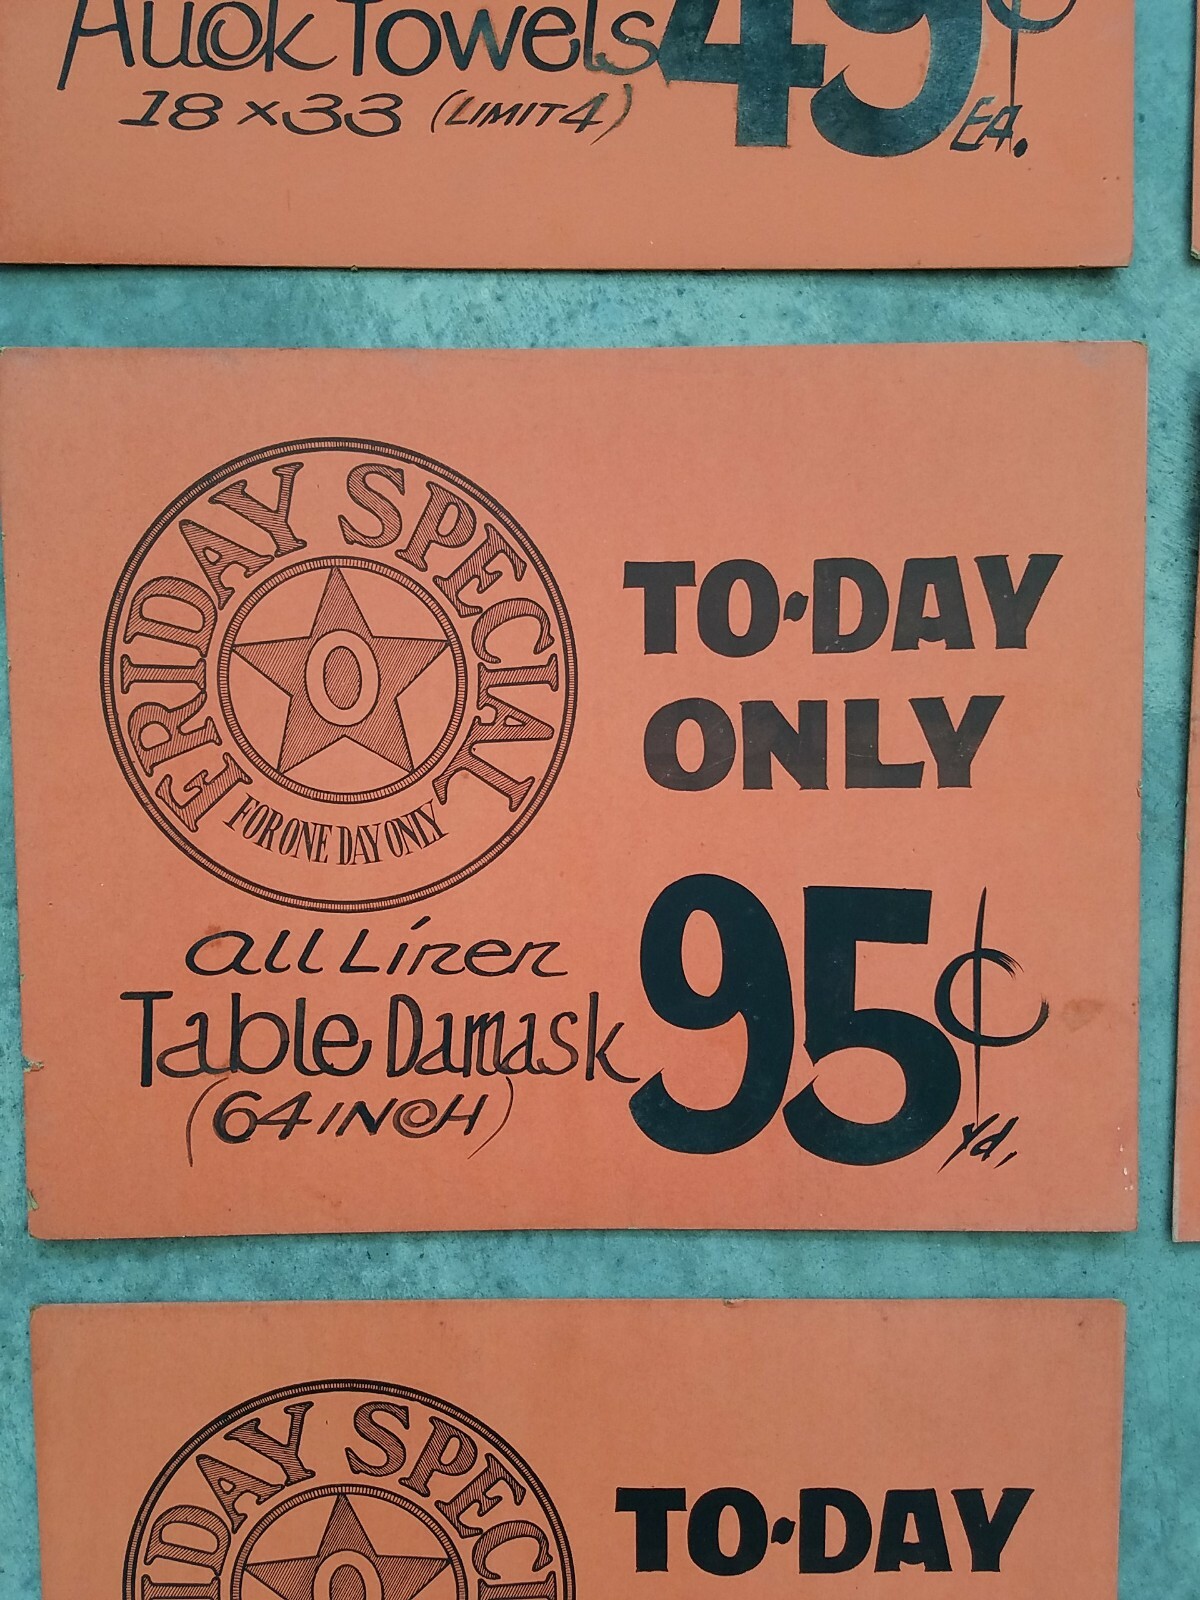 Huck Towels 49¢
18 x 33 (LIMIT 4) EA.
FRIDAY SPECIAL
O
FOR ONE DAY ONLY
TO-DAY
ONLY
all Linen
Table Damask 95¢
(64 INCH) Yd.
DAY SPECI
O
TO-DAY